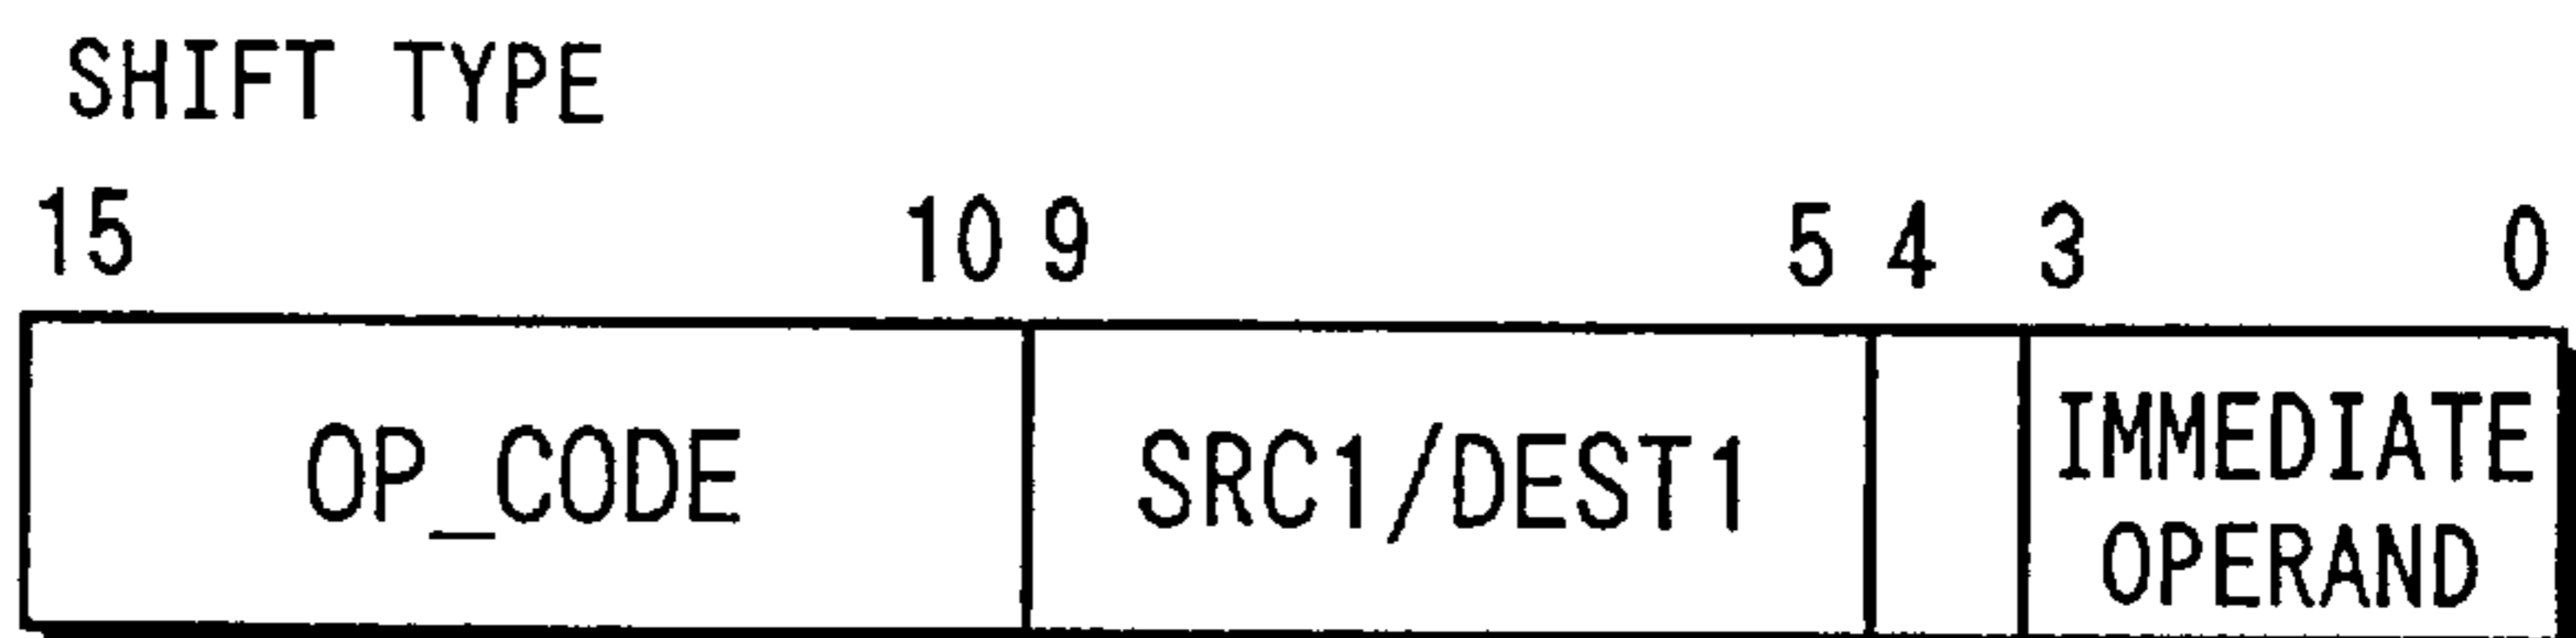 SHIFT TYPE
15 10 9 5 4 3 0
OP_CODE SRC1/DEST1 IMMEDIATE
OPERAND